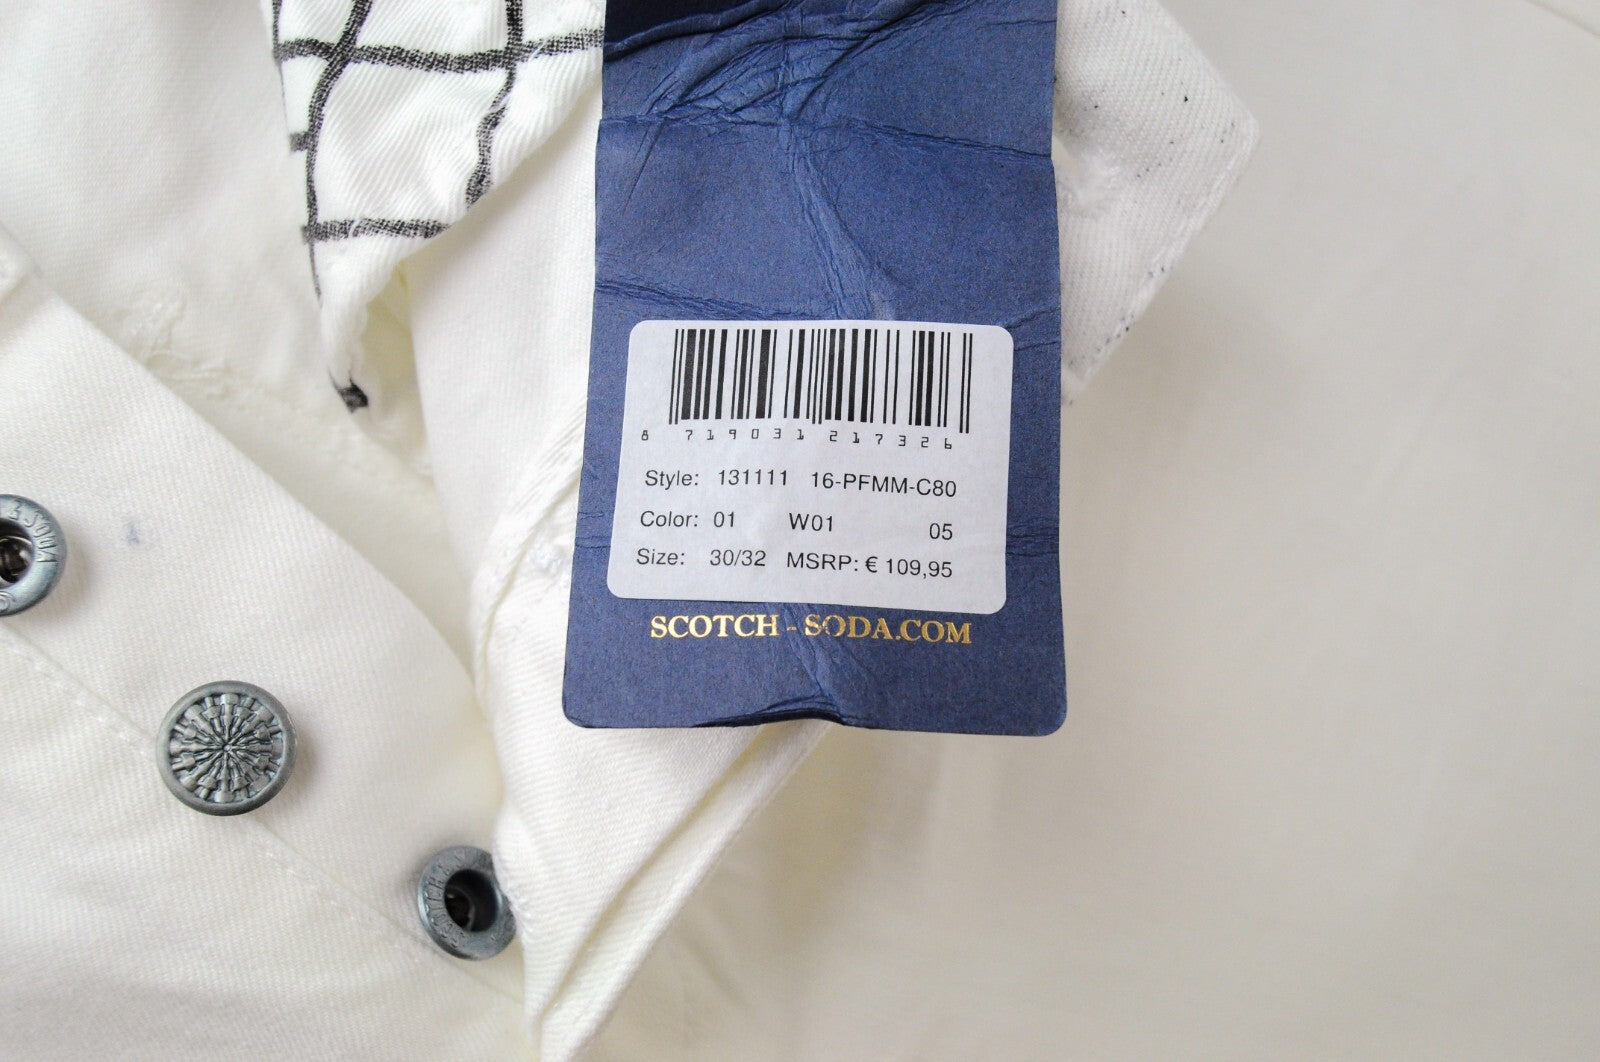 8 719031 217326
Style: 131111 16-PFMM-C80
Color: 01 W01 05
Size: 30/32 MSRP: € 109,95
SCOTCH - SODA.COM